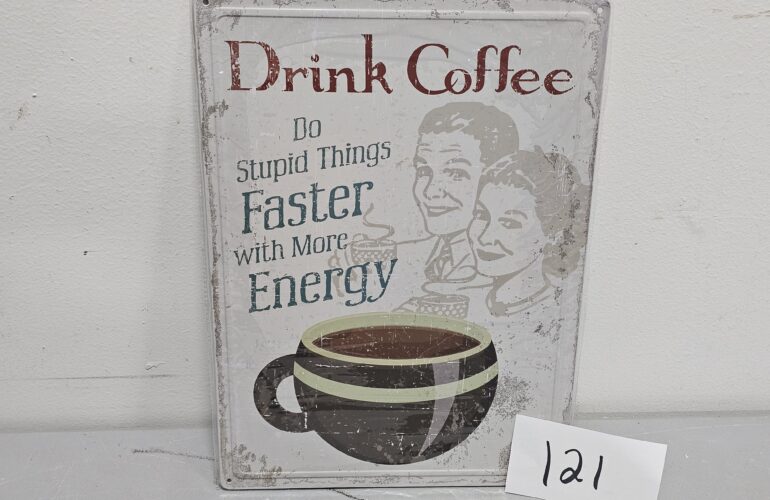 Drink Coffee
Do
Stupid Things
Faster
with More
Energy
121